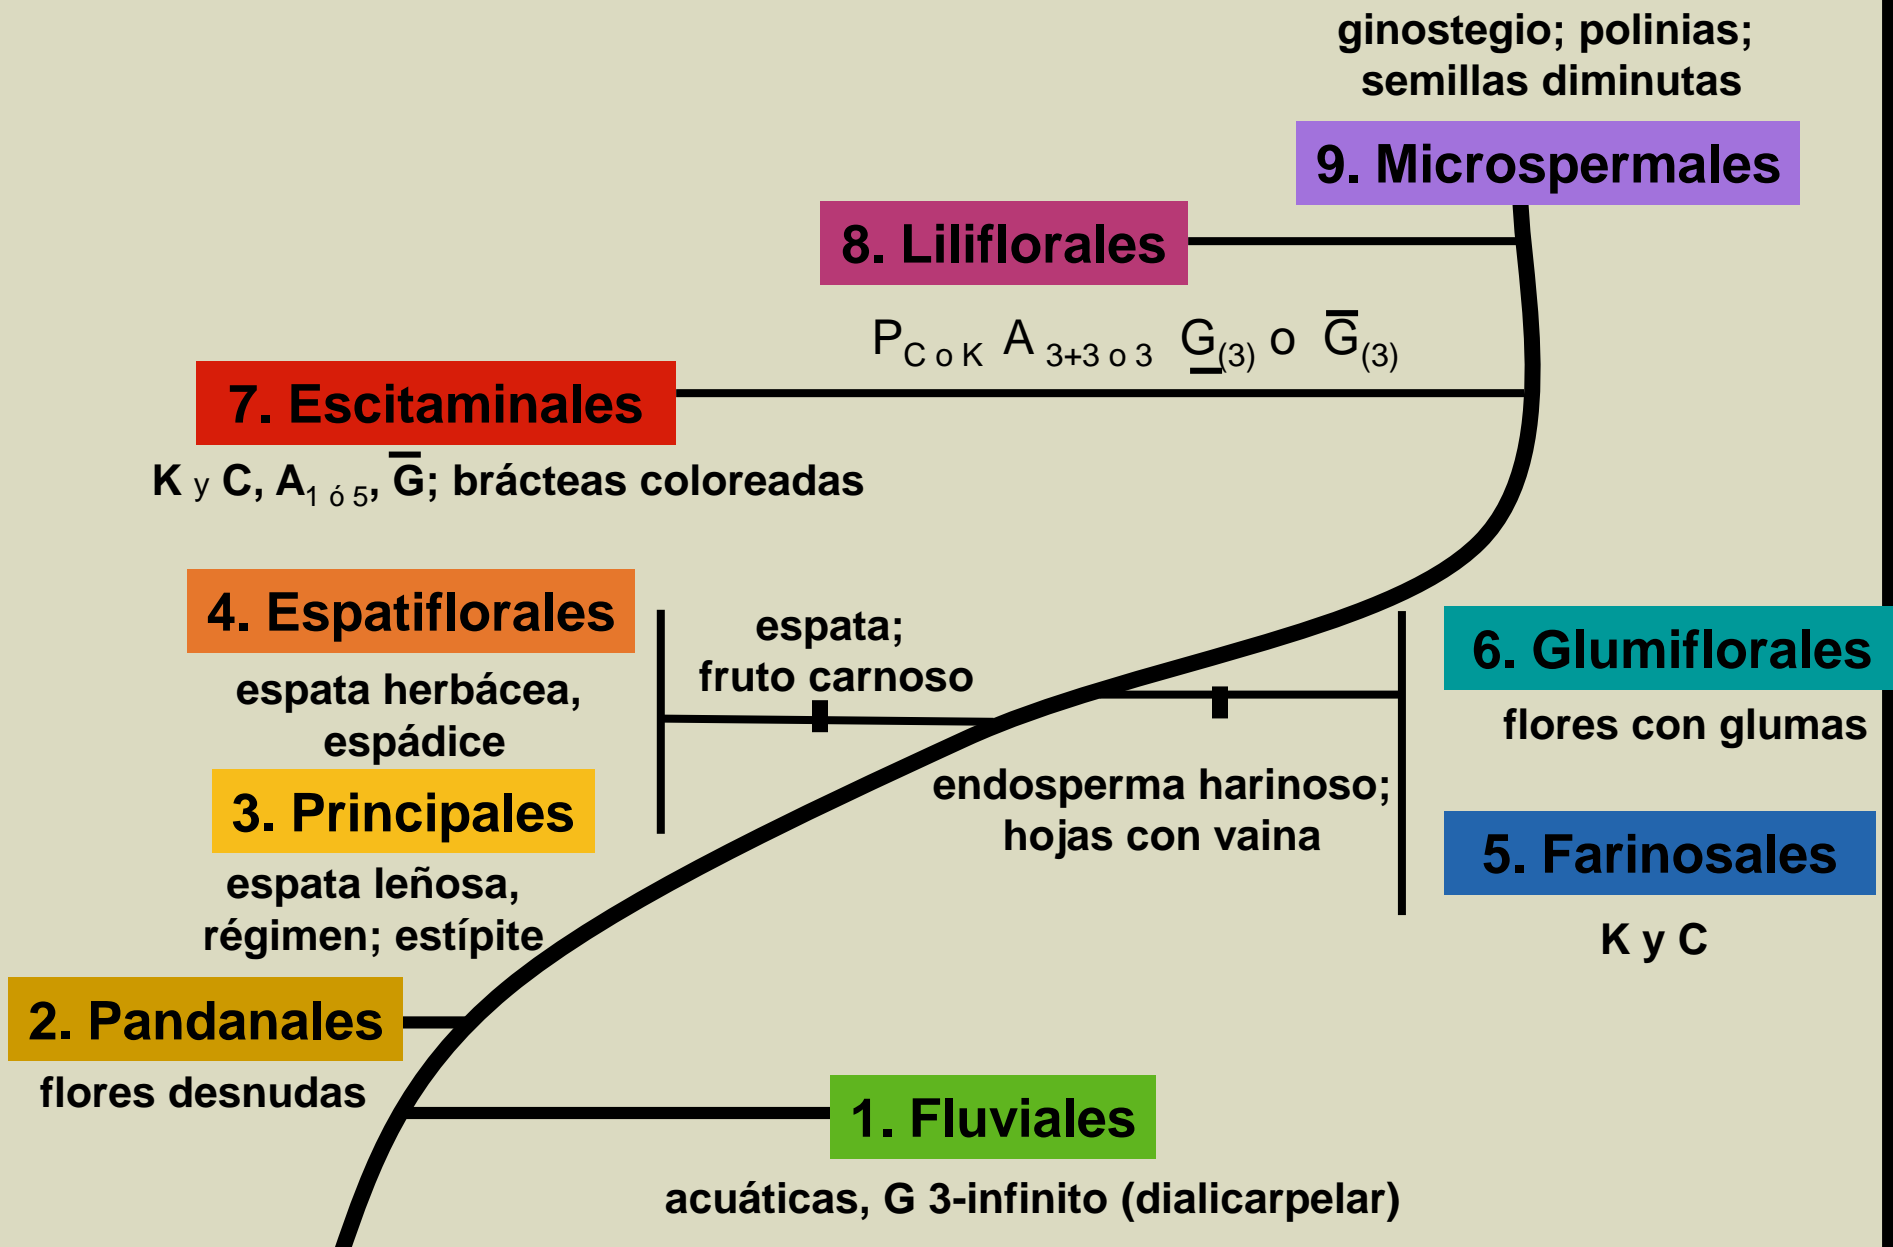 ginostegio; polinias;
semillas diminutas
9. Microspermales
8. Liliflorales
P C o K A 3+3 o 3 G(3) o G(3)
7. Escitaminales
K y C, A1 ó 5, G; brácteas coloreadas
4. Espatiflorales
espata herbácea,
espádice
espata;
fruto carnoso
6. Glumiflorales
flores con glumas
3. Principales
espata leñosa,
régimen; estípite
endosperma harinoso;
hojas con vaina
5. Farinosales
K y C
2. Pandanales
flores desnudas
1. Fluviales
acuáticas, G 3-infinito (dialicarpelar)